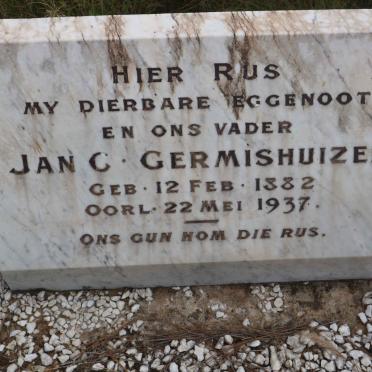 HIER RUS
MY DIERBARE EGGENOOT
EN ONS VADER
JAN C. GERMISHUIZE
GEB. 12 FEB. 1882
OORL. 22 MEI 1937.
ONS GUN HOM DIE RUS.